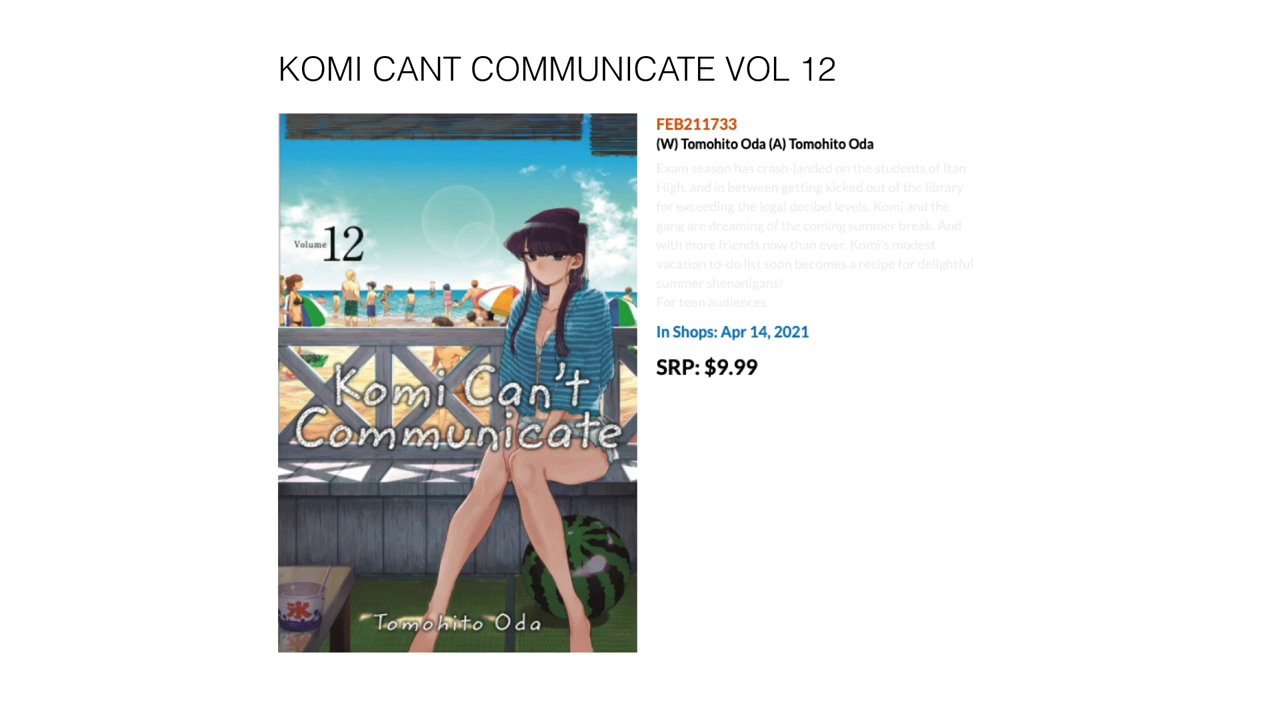 KOMI CANT COMMUNICATE VOL 12
Volume 12
Komi Can't
Communicate
氷
Tomohito Oda
FEB211733
(W) Tomohito Oda (A) Tomohito Oda
Exam season has crash-landed on the students of Itan
High, and in between getting kicked out of the library
for exceeding the legal decibel levels, Komi and the
gang are dreaming of the coming summer break. And
with more friends now than ever, Komi's modest
vacation to-do list soon becomes a recipe for delightful
summer shenanigans!
For teen audiences.
In Shops: Apr 14, 2021
SRP: $9.99